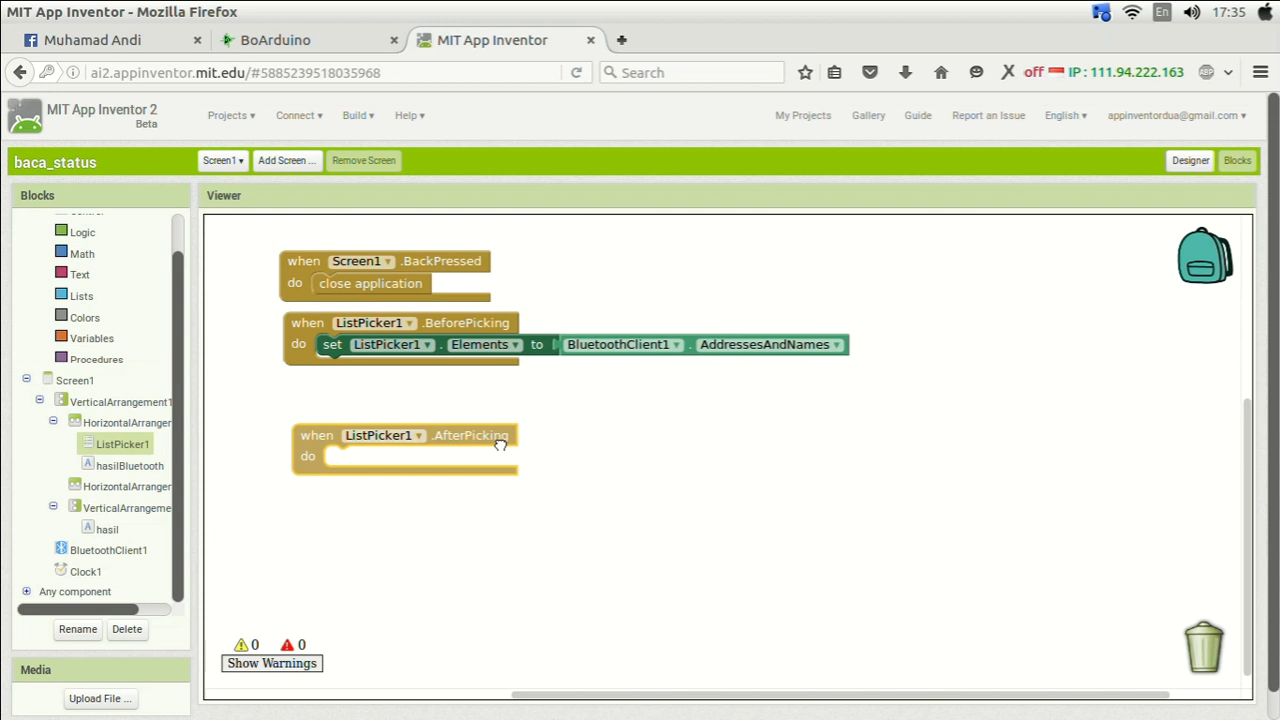 MIT App Inventor - Mozilla Firefox
En
17:35
f Muhamad Andi ×
BoArduino ×
MIT App Inventor ×
ai2.appinventor.mit.edu/#5885239518035968
Search
off
IP : 111.94.222.163
ABP
MIT App Inventor 2
Beta
Projects ▾
Connect ▾
Build ▾
Help ▾
My Projects
Gallery
Guide
Report an Issue
English ▾
appinventordua@gmail.com ▾
baca_status
Screen1 ▾
Add Screen ...
Remove Screen
Designer
Blocks
Blocks
Logic
Math
Text
Lists
Colors
Variables
Procedures
Screen1
VerticalArrangement1
HorizontalArranger
ListPicker1
A hasilBluetooth
HorizontalArranger
VerticalArrangeme
A hasil
BluetoothClient1
Clock1
Any component
Rename
Delete
Media
Upload File ...
Viewer
when Screen1 ▾ .BackPressed
do close application
when ListPicker1 ▾ .BeforePicking
do set ListPicker1 ▾ . Elements ▾ to BluetoothClient1 ▾ . AddressesAndNames ▾
when ListPicker1 ▾ .AfterPicking
do
0 0
Show Warnings